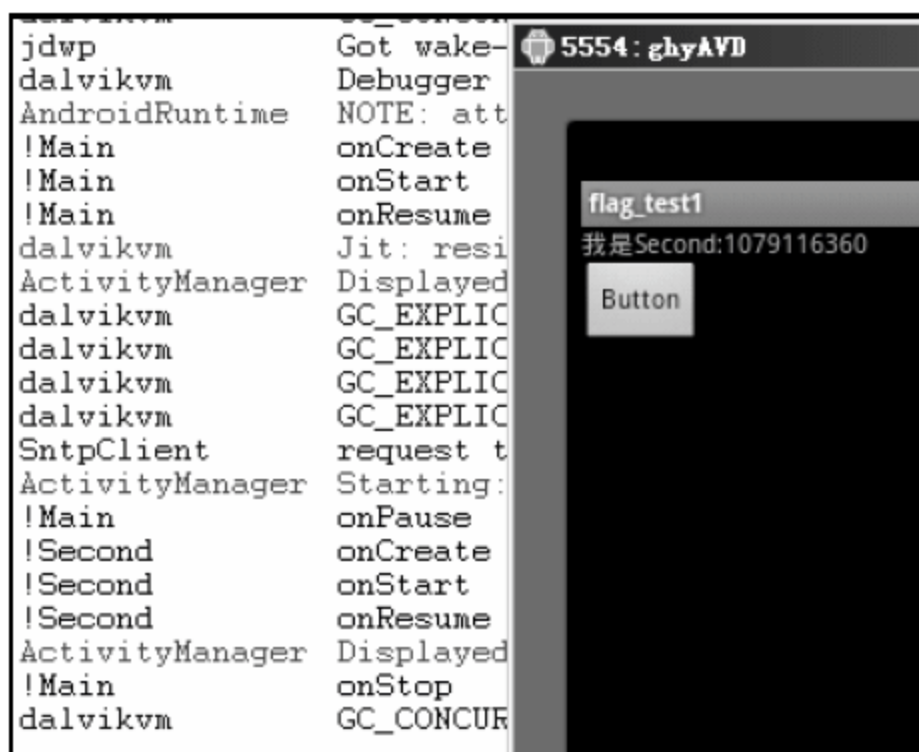 jdwp Got wake-
dalvikvm Debugger
AndroidRuntime NOTE: att
!Main onCreate
!Main onStart
!Main onResume
dalvikvm Jit: resi
ActivityManager Displayed
dalvikvm GC_EXPLIC
dalvikvm GC_EXPLIC
dalvikvm GC_EXPLIC
dalvikvm GC_EXPLIC
SntpClient request t
ActivityManager Starting:
!Main onPause
!Second onCreate
!Second onStart
!Second onResume
ActivityManager Displayed
!Main onStop
dalvikvm GC_CONCUR
5554:ghyAVD
flag_test1
我是Second:1079116360
Button